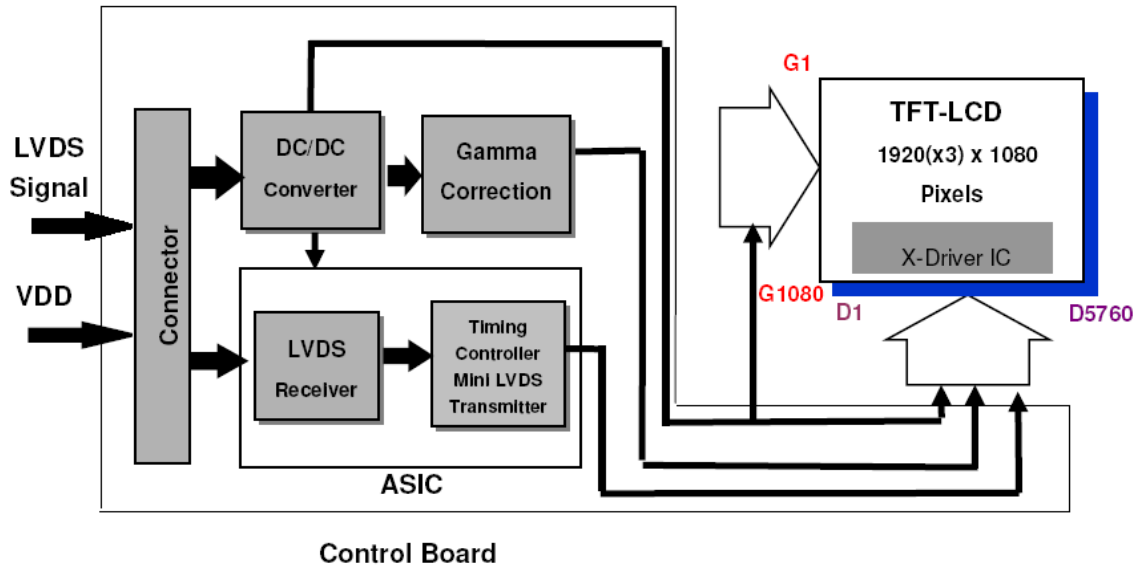 LVDS
Signal
VDD
Connector
DC/DC
Converter
Gamma
Correction
LVDS
Receiver
Timing
Controller
Mini LVDS
Transmitter
ASIC
Control Board
G1
G1080
TFT-LCD
1920(x3) x 1080
Pixels
X-Driver IC
D1
D5760